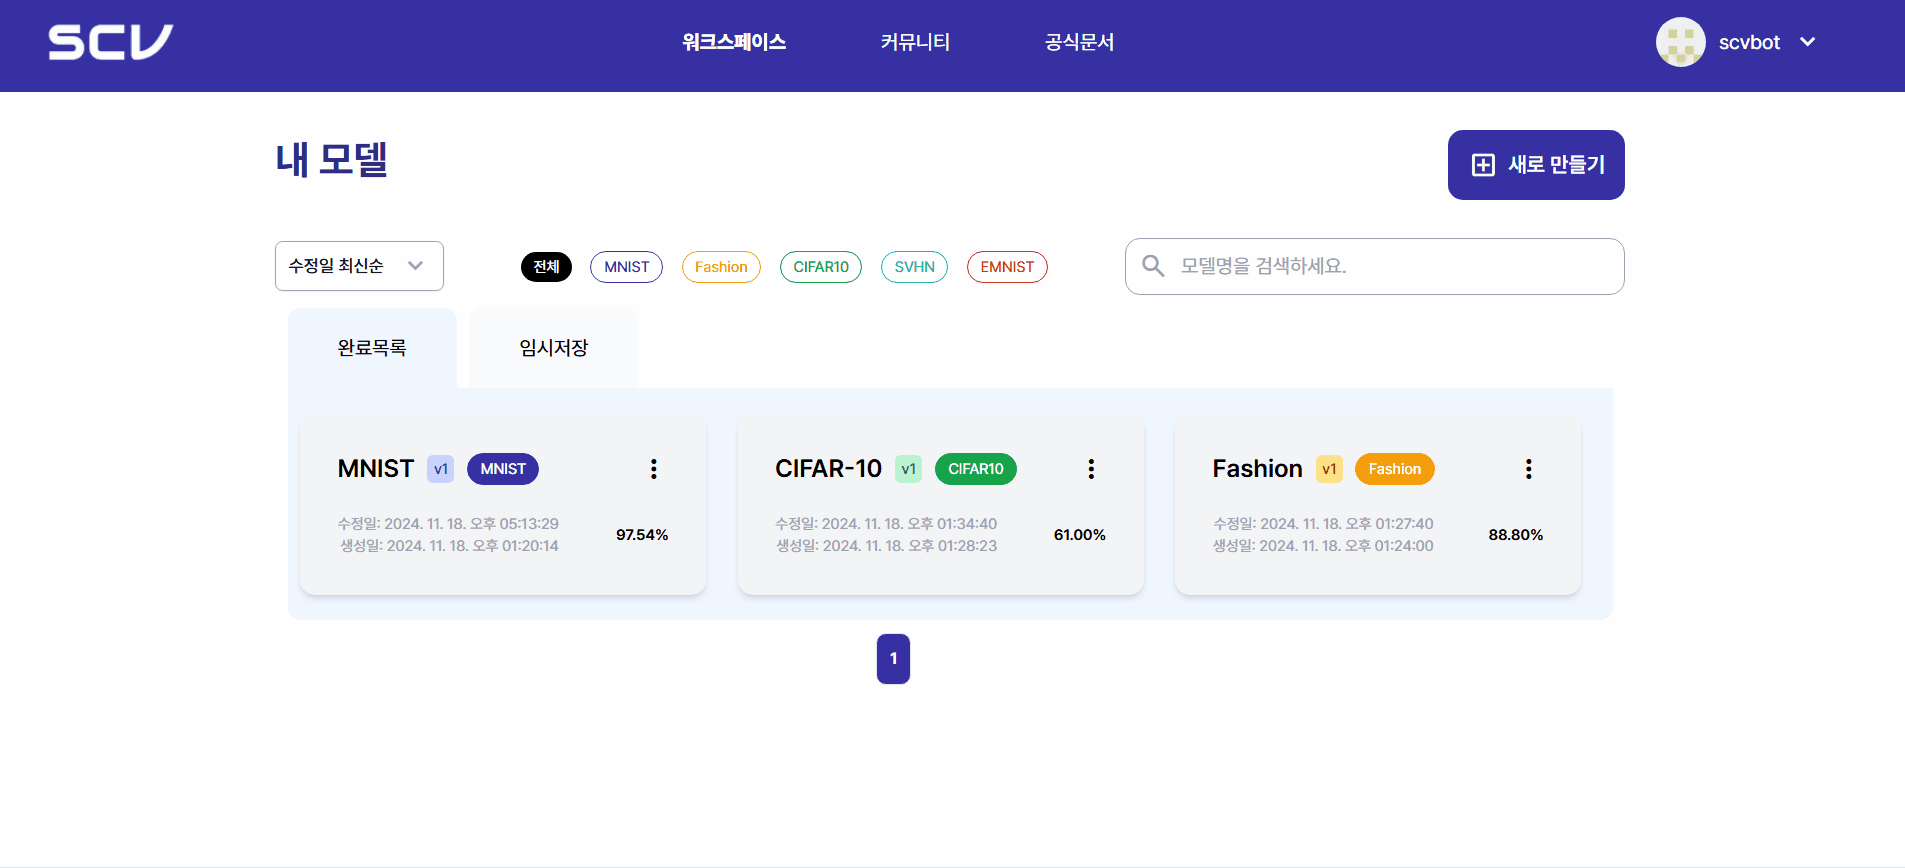 SCV
워크스페이스
커뮤니티
공식문서
scvbot
내 모델
새로 만들기
수정일 최신순
전체
MNIST
Fashion
CIFAR10
SVHN
EMNIST
모델명을 검색하세요.
완료목록
임시저장
MNIST v1 MNIST
수정일: 2024. 11. 18. 오후 05:13:29
생성일: 2024. 11. 18. 오후 01:20:14
97.54%
CIFAR-10 v1 CIFAR10
수정일: 2024. 11. 18. 오후 01:34:40
생성일: 2024. 11. 18. 오후 01:28:23
61.00%
Fashion v1 Fashion
수정일: 2024. 11. 18. 오후 01:27:40
생성일: 2024. 11. 18. 오후 01:24:00
88.80%
1